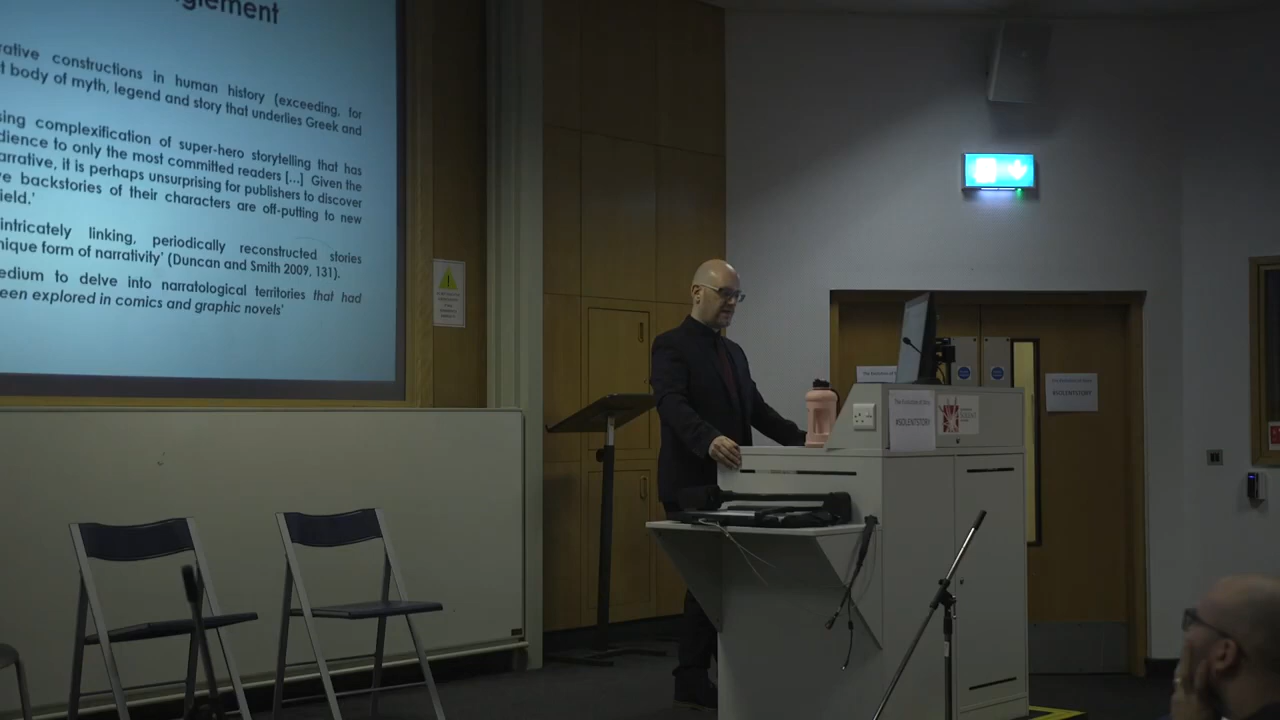 glement
rative constructions in human history (exceeding, for
t body of myth, legend and story that underlies Greek and
sing complexification of super-hero storytelling that has
dience to only the most committed readers [...] Given the
arrative, it is perhaps unsurprising for publishers to discover
ve backstories of their characters are off-putting to new
ield.'
intricately linking, periodically reconstructed stories
nique form of narrativity' (Duncan and Smith 2009, 131).
edium to delve into narratological territories that had
een explored in comics and graphic novels'
#SOLENTSTORY
#SOLENTSTORY